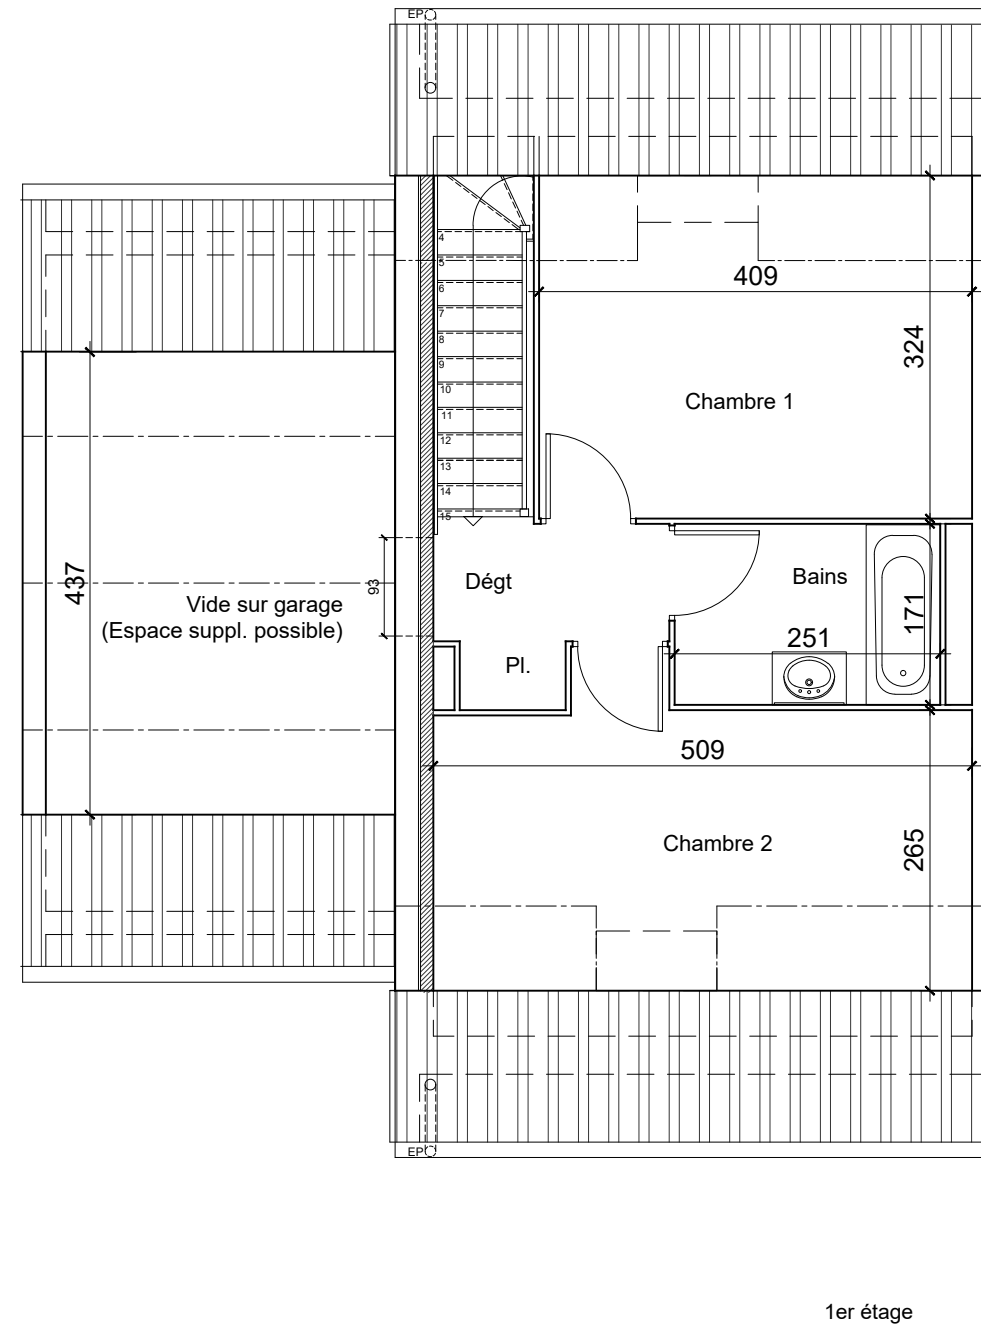 EP
4
5
6
7
8
9
10
11
12
13
14
15
409
324
Chambre 1
437
93
Vide sur garage
(Espace suppl. possible)
Dégt
Bains
171
251
Pl.
509
Chambre 2
265
EP
1er étage